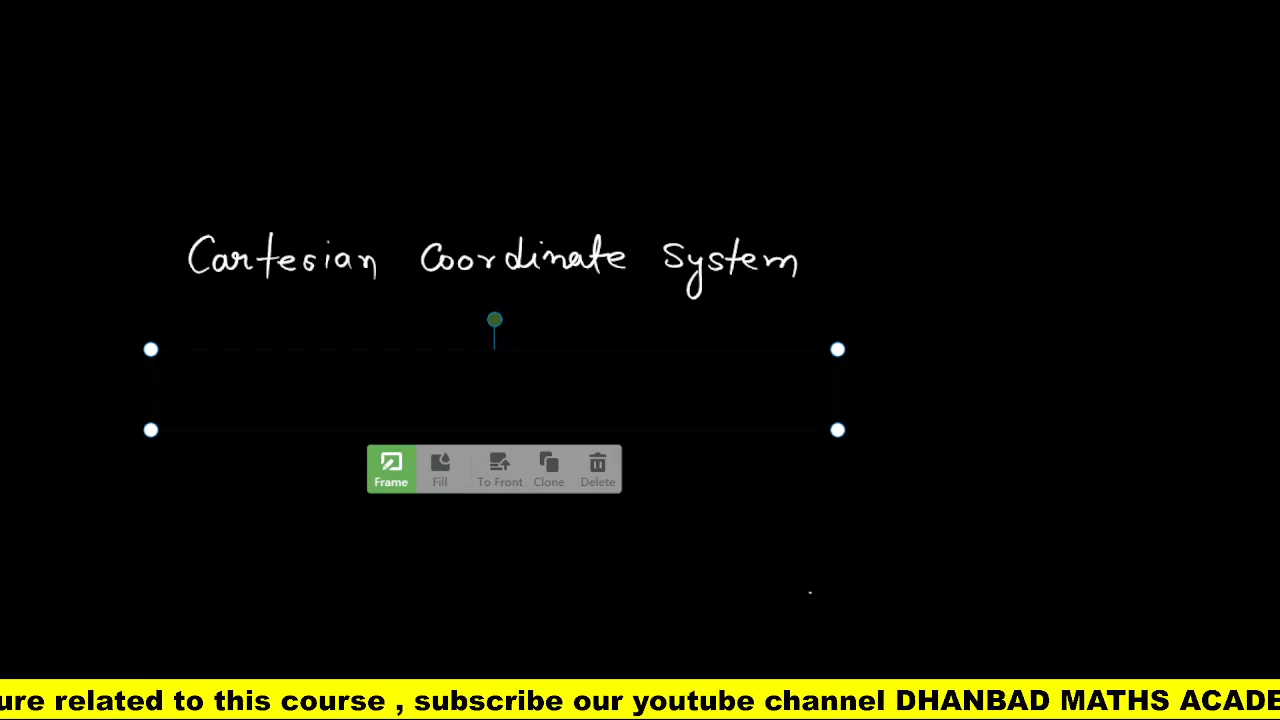 Cartesian Coordinate System
Frame Fill To Front Clone Delete
ure related to this course , subscribe our youtube channel DHANBAD MATHS ACADE